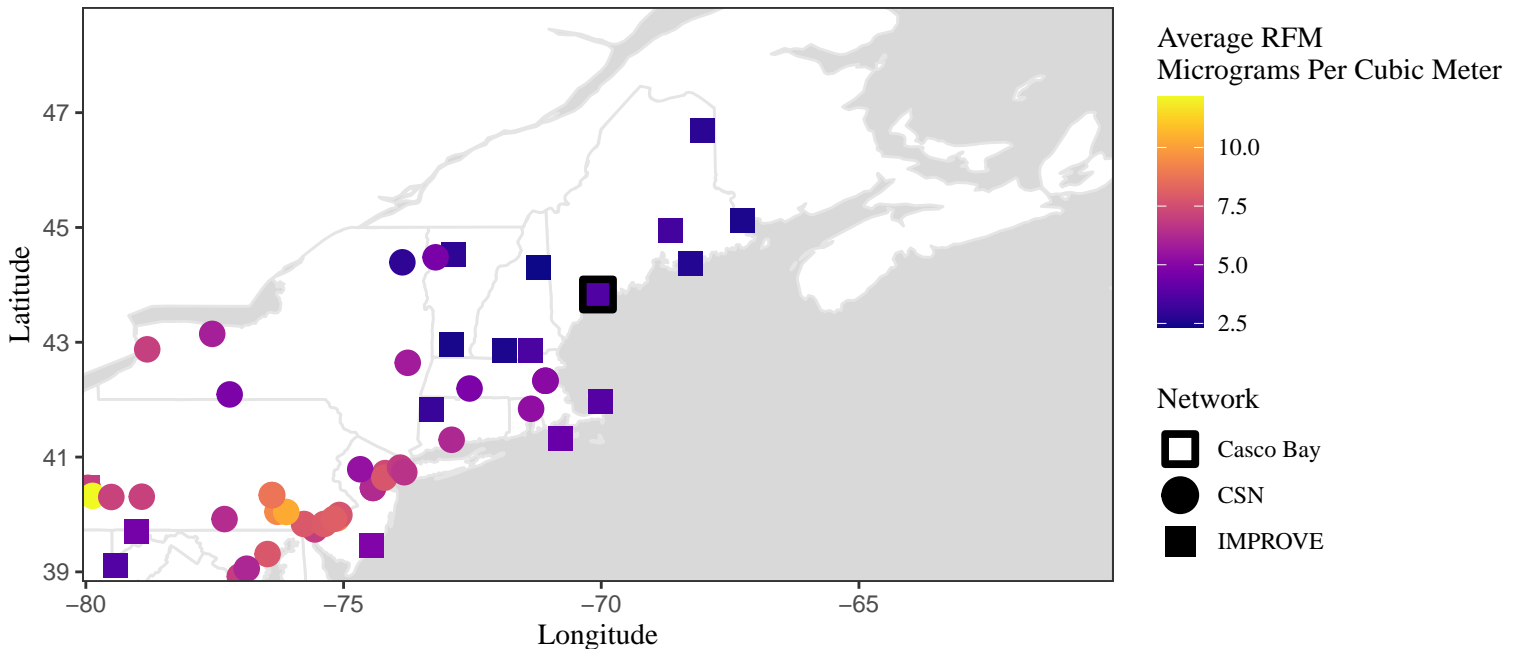 47
45
43
41
39
Latitude
−80
−75
−70
−65
Longitude
Average RFM
Micrograms Per Cubic Meter
10.0
7.5
5.0
2.5
Network
Casco Bay
CSN
IMPROVE